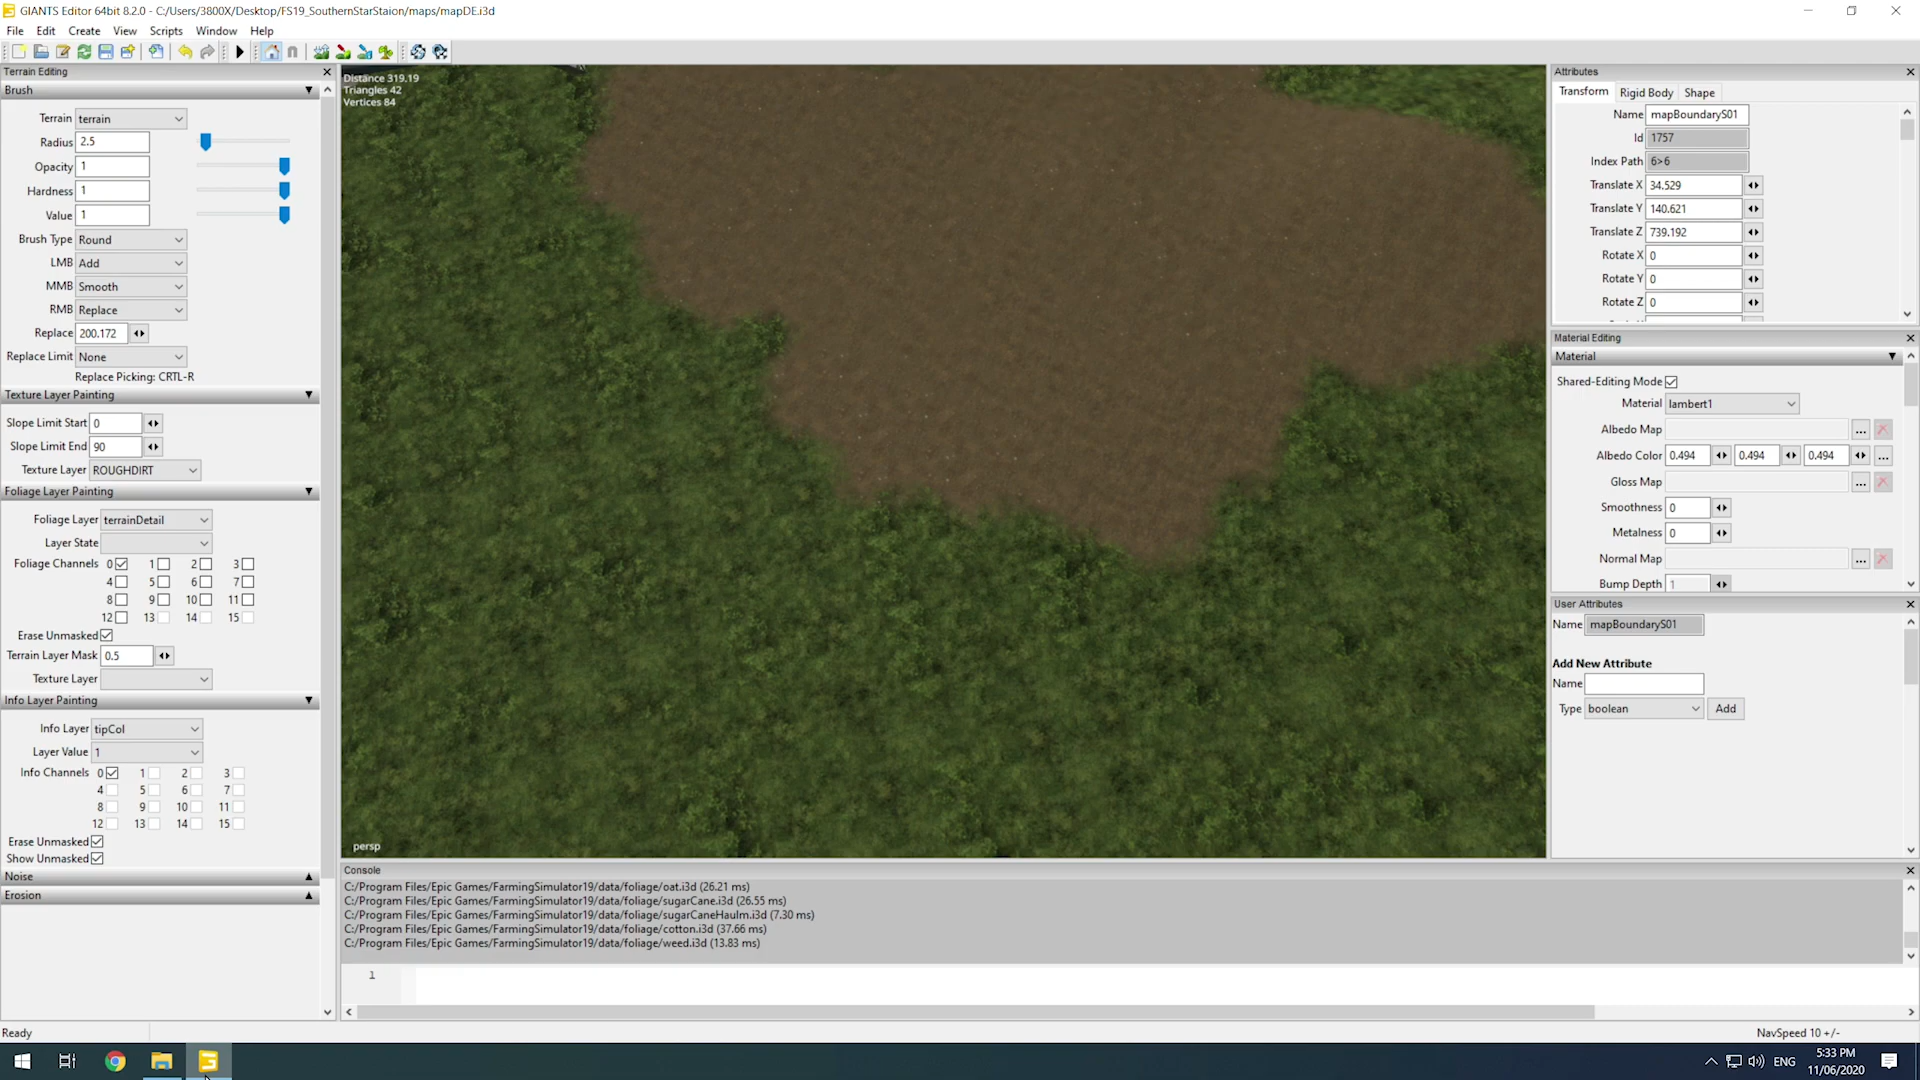 GIANTS Editor 64bit 8.2.0 - C:/Users/3800X/Desktop/FS19_SouthernStarStaion/maps/mapDE.i3d
File Edit Create View Scripts Window Help
Terrain Editing
Brush
Terrain terrain
Radius 2.5
Opacity 1
Hardness 1
Value 1
Brush Type Round
LMB Add
MMB Smooth
RMB Replace
Replace 200.172
Replace Limit None
Replace Picking: CRTL-R
Texture Layer Painting
Slope Limit Start 0
Slope Limit End 90
Texture Layer ROUGHDIRT
Foliage Layer Painting
Foliage Layer terrainDetail
Layer State
Foliage Channels 0 1 2 3
4 5 6 7
8 9 10 11
12 13 14 15
Erase Unmasked
Terrain Layer Mask 0.5
Texture Layer
Info Layer Painting
Info Layer tipCol
Layer Value 1
Info Channels 0 1 2 3
4 5 6 7
8 9 10 11
12 13 14 15
Erase Unmasked
Show Unmasked
Noise
Erosion
Distance 319.19
Triangles 42
Vertices 84
persp
Console
C:/Program Files/Epic Games/FarmingSimulator19/data/foliage/oat.i3d (26.21 ms)
C:/Program Files/Epic Games/FarmingSimulator19/data/foliage/sugarCane.i3d (26.55 ms)
C:/Program Files/Epic Games/FarmingSimulator19/data/foliage/sugarCaneHaulm.i3d (7.30 ms)
C:/Program Files/Epic Games/FarmingSimulator19/data/foliage/cotton.i3d (37.66 ms)
C:/Program Files/Epic Games/FarmingSimulator19/data/foliage/weed.i3d (13.83 ms)
1
Attributes
Transform Rigid Body Shape
Name mapBoundaryS01
Id 1757
Index Path 6>6
Translate X 34.529
Translate Y 140.621
Translate Z 739.192
Rotate X 0
Rotate Y 0
Rotate Z 0
Material Editing
Material
Shared-Editing Mode
Material lambert1
Albedo Map ...
Albedo Color 0.494 0.494 0.494 ...
Gloss Map ...
Smoothness 0
Metalness 0
Normal Map ...
Bump Depth 1
User Attributes
Name mapBoundaryS01
Add New Attribute
Name
Type boolean Add
Ready
NavSpeed 10 +/-
ENG
5:33 PM
11/06/2020